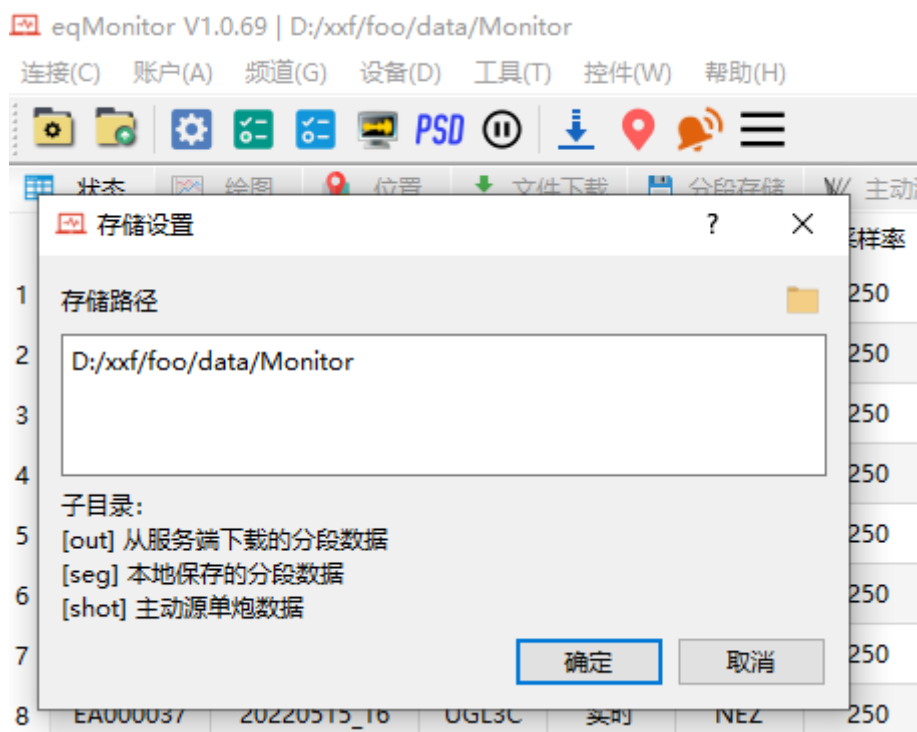 eqMonitor V1.0.69 | D:/xxf/foo/data/Monitor
连接(C) 账户(A) 频道(G) 设备(D) 工具(T) 控件(W) 帮助(H)
PSD
状态 绘图 位置 文件下载 分段存储 主动
存储设置 ?
样率
存储路径
1 250
D:/xxf/foo/data/Monitor
2 250
3 250
4 250
子目录:
5 [out] 从服务端下载的分段数据 250
[seg] 本地保存的分段数据
6 [shot] 主动源单炮数据 250
7 确定 取消 250
8 EA000037 20220515_16 UGL3C 实时 NEZ 250